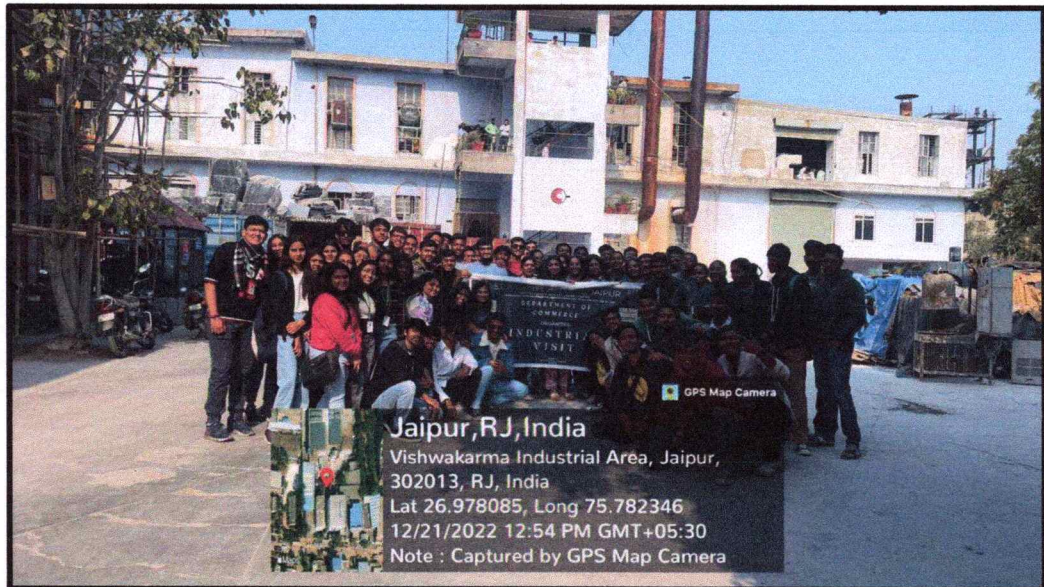 DEPARTMENT OF
COMMERCE
INDUSTRIAL
VISIT
GPS Map Camera
Jaipur,RJ,India
Vishwakarma Industrial Area, Jaipur,
302013, RJ, India
Lat 26.978085, Long 75.782346
12/21/2022 12:54 PM GMT+05:30
Note : Captured by GPS Map Camera